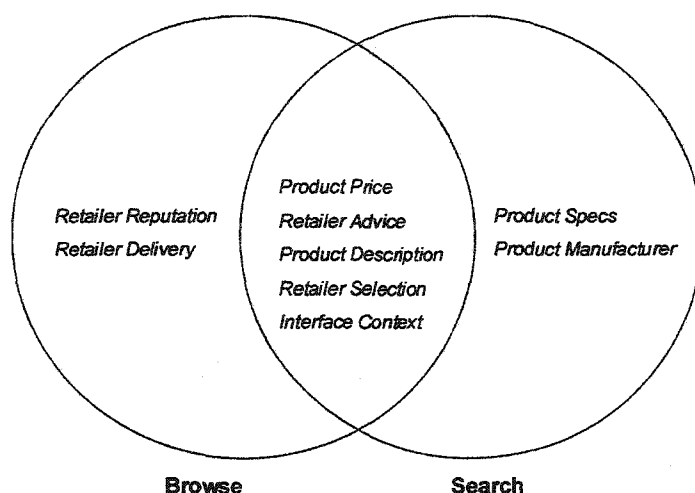 Retailer Reputation
Retailer Delivery
Product Price
Retailer Advice
Product Description
Retailer Selection
Interface Context
Product Specs
Product Manufacturer
Browse
Search